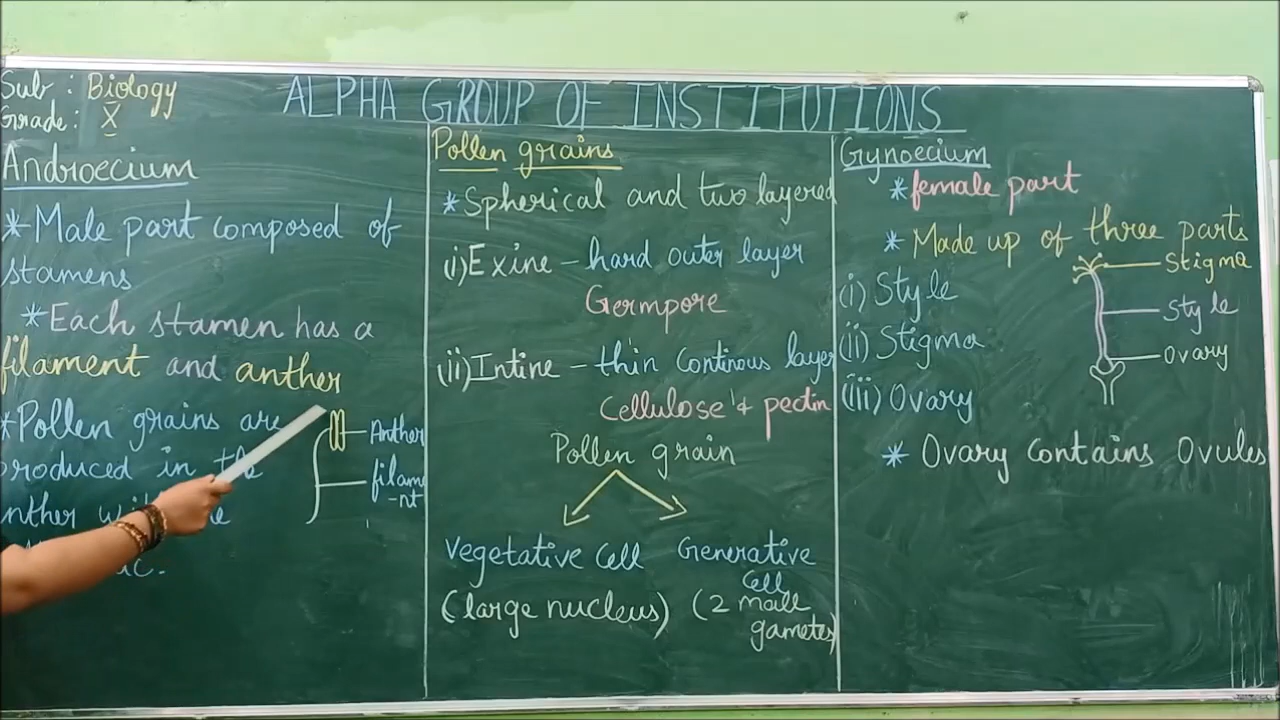 Sub : Biology
Grade: X
ALPHA GROUP OF INSTITUTIONS
Androecium
* Male part composed of
stamens
* Each stamen has a
filament and anther
* Pollen grains are
produced in the
Anther
filame
-nt
Pollen grains
* Spherical and two layered
(i) Exine – hard outer layer
Germpore
(ii) Intine – thin continous layer
Cellulose & pectin
Pollen grain
Vegetative Cell
(large nucleus)
Generative
Cell
(2 male
gametes)
Gynoecium
* female part
* Made up of three parts
(i) Style
(ii) Stigma
(iii) Ovary
Stigma
Style
Ovary
* Ovary contains Ovules